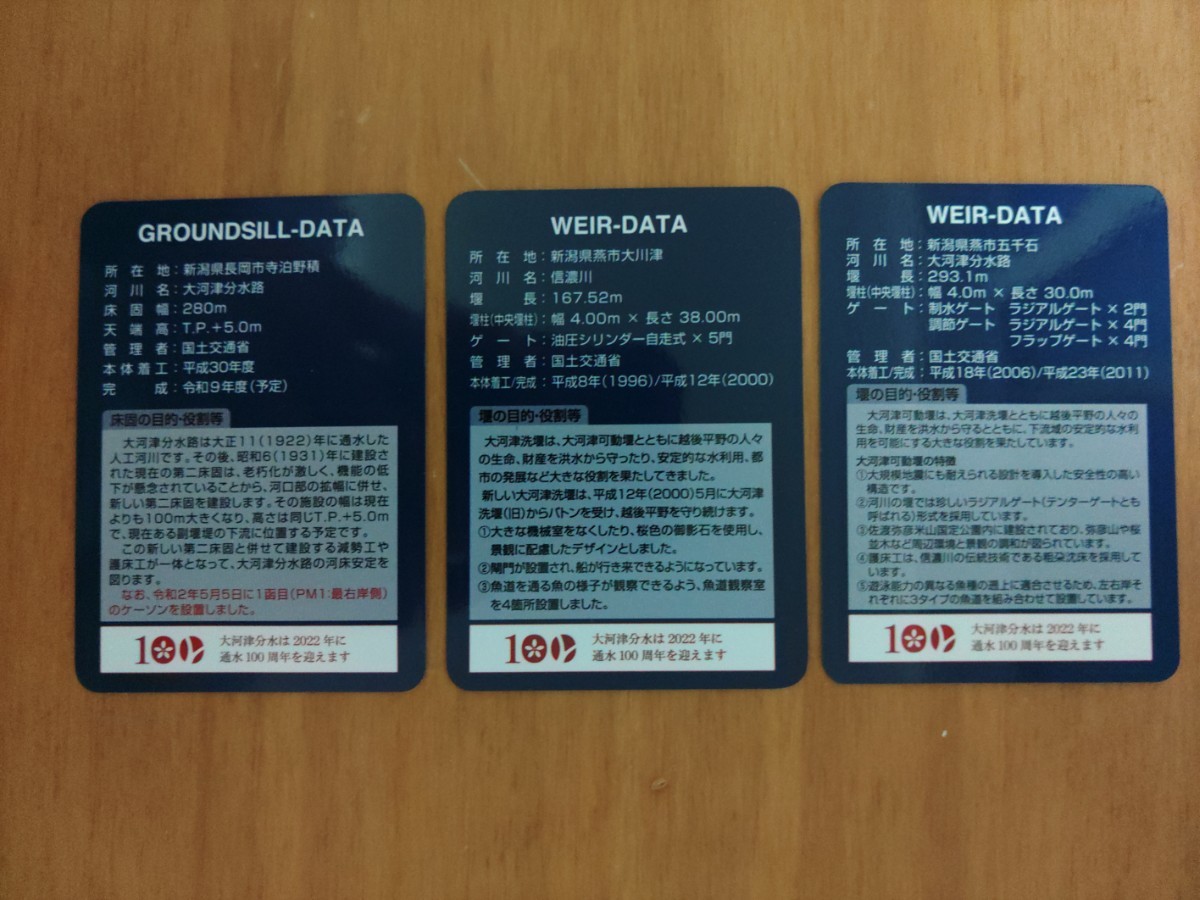 GROUNDSILL-DATA
所在地：新潟県長岡市寺泊野積
河川名：大河津分水路
床固幅：280m
天端高：T.P.+5.0m
管理者：国土交通省
本体着工：平成30年度
完成：令和9年度(予定)
床固の目的・役割等
大河津分水路は大正11(1922)年に通水した
人工河川です。その後、昭和6(1931)年に建設さ
れた現在の第二床固は、老朽化が激しく、機能の低
下が懸念されていることから、河口部の拡幅に併せ、
新しい第二床固を建設します。その施設の幅は現在
よりも100m大きくなり、高さは同じT.P.+5.0m
で、現在ある副堰堤の下流に位置する予定です。
この新しい第二床固と併せて建設する減勢工や
護床工が一体となって、大河津分水路の河床安定を
図ります。
なお、令和2年5月5日に1函目(PM1:最右岸側)
のケーソンを設置しました。
100
大河津分水は2022年に
通水100周年を迎えます
WEIR-DATA
所在地：新潟県燕市大川津
河川名：信濃川
堰長：167.52m
堰柱(中央堰柱)：幅 4.00m × 長さ 38.00m
ゲート：油圧シリンダー自走式 × 5門
管理者：国土交通省
本体着工/完成：平成8年(1996)/平成12年(2000)
堰の目的・役割等
大河津洗堰は、大河津可動堰とともに越後平野の人々
の生命、財産を洪水から守ったり、安定的な水利用、都
市の発展など大きな役割を果たしてきました。
新しい大河津洗堰は、平成12年(2000)5月に大河津
洗堰(旧)からバトンを受け、越後平野を守り続けます。
①大きな機械室をなくしたり、桜色の御影石を使用し、
景観に配慮したデザインとしました。
②閘門が設置され、船が行き来できるようになっています。
③魚道を通る魚の様子が観察できるよう、魚道観察室
を4箇所設置しました。
100
大河津分水は2022年に
通水100周年を迎えます
WEIR-DATA
所在地：新潟県燕市五千石
河川名：大河津分水路
堰長：293.1m
堰柱(中央堰柱)：幅 4.0m × 長さ 30.0m
ゲート：制水ゲート ラジアルゲート × 2門
調節ゲート ラジアルゲート × 4門
フラップゲート × 4門
管理者：国土交通省
本体着工/完成：平成18年(2006)/平成23年(2011)
堰の目的・役割等
大河津可動堰は、大河津洗堰とともに越後平野の人々の
生命、財産を洪水から守るとともに、下流域の安定的な水利
用を可能にする大きな役割を果たしています。
大河津可動堰の特徴
①大規模地震にも耐えられる設計を導入した安全性の高い
構造です。
②河川の堰では珍しいラジアルゲート(テンターゲートとも
呼ばれる)形式を採用しています。
③佐渡弥彦米山国定公園内に建設されており、弥彦山や桜
並木など周辺環境と景観の調和が図られています。
④護床工は、信濃川の伝統技術である粗朶沈床を採用して
います。
⑤遊泳能力の異なる魚種の遡上に適合させるため、左右岸そ
れぞれに3タイプの魚道を組み合わせて設置しています。
100
大河津分水は2022年に
通水100周年を迎えます